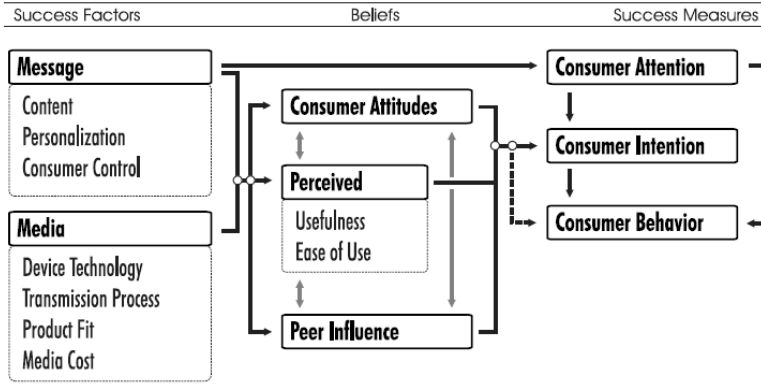 Success Factors
Beliefs
Success Measures
Message
Content
Personalization
Consumer Control
Media
Device Technology
Transmission Process
Product Fit
Media Cost
Consumer Attitudes
Perceived
Usefulness
Ease of Use
Peer Influence
Consumer Attention
Consumer Intention
Consumer Behavior